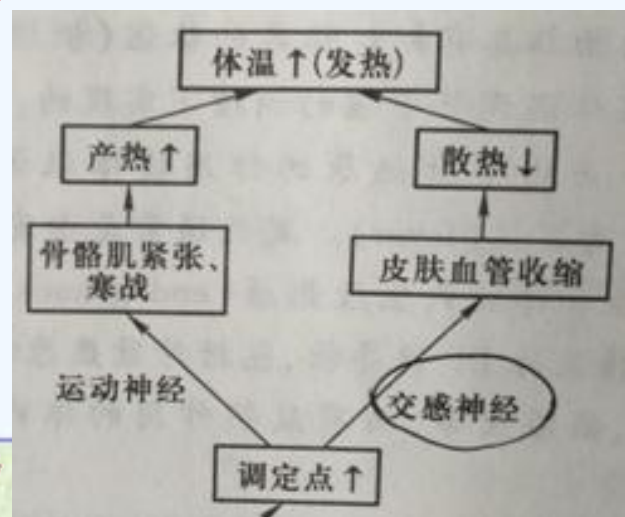 体温↑(发热)
产热↑
散热↓
骨骼肌紧张、
寒战
皮肤血管收缩
运动神经
交感神经
调定点↑